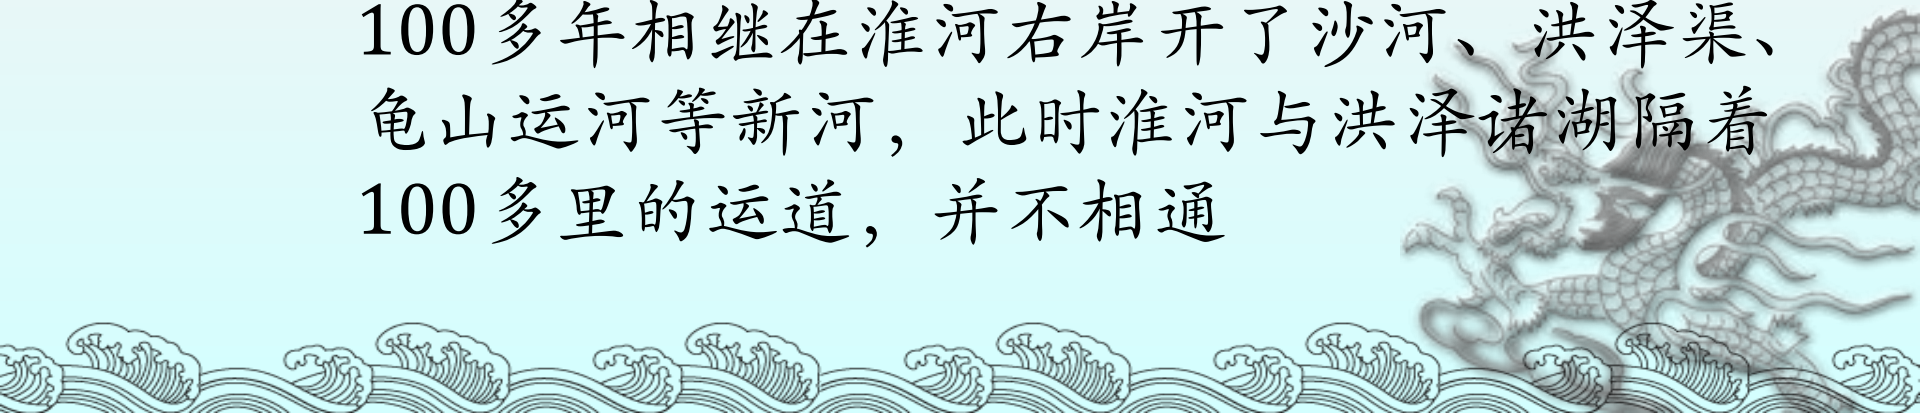 100多年相继在淮河右岸开了沙河、洪泽渠、
龟山运河等新河，此时淮河与洪泽诸湖隔着
100多里的运道，并不相通